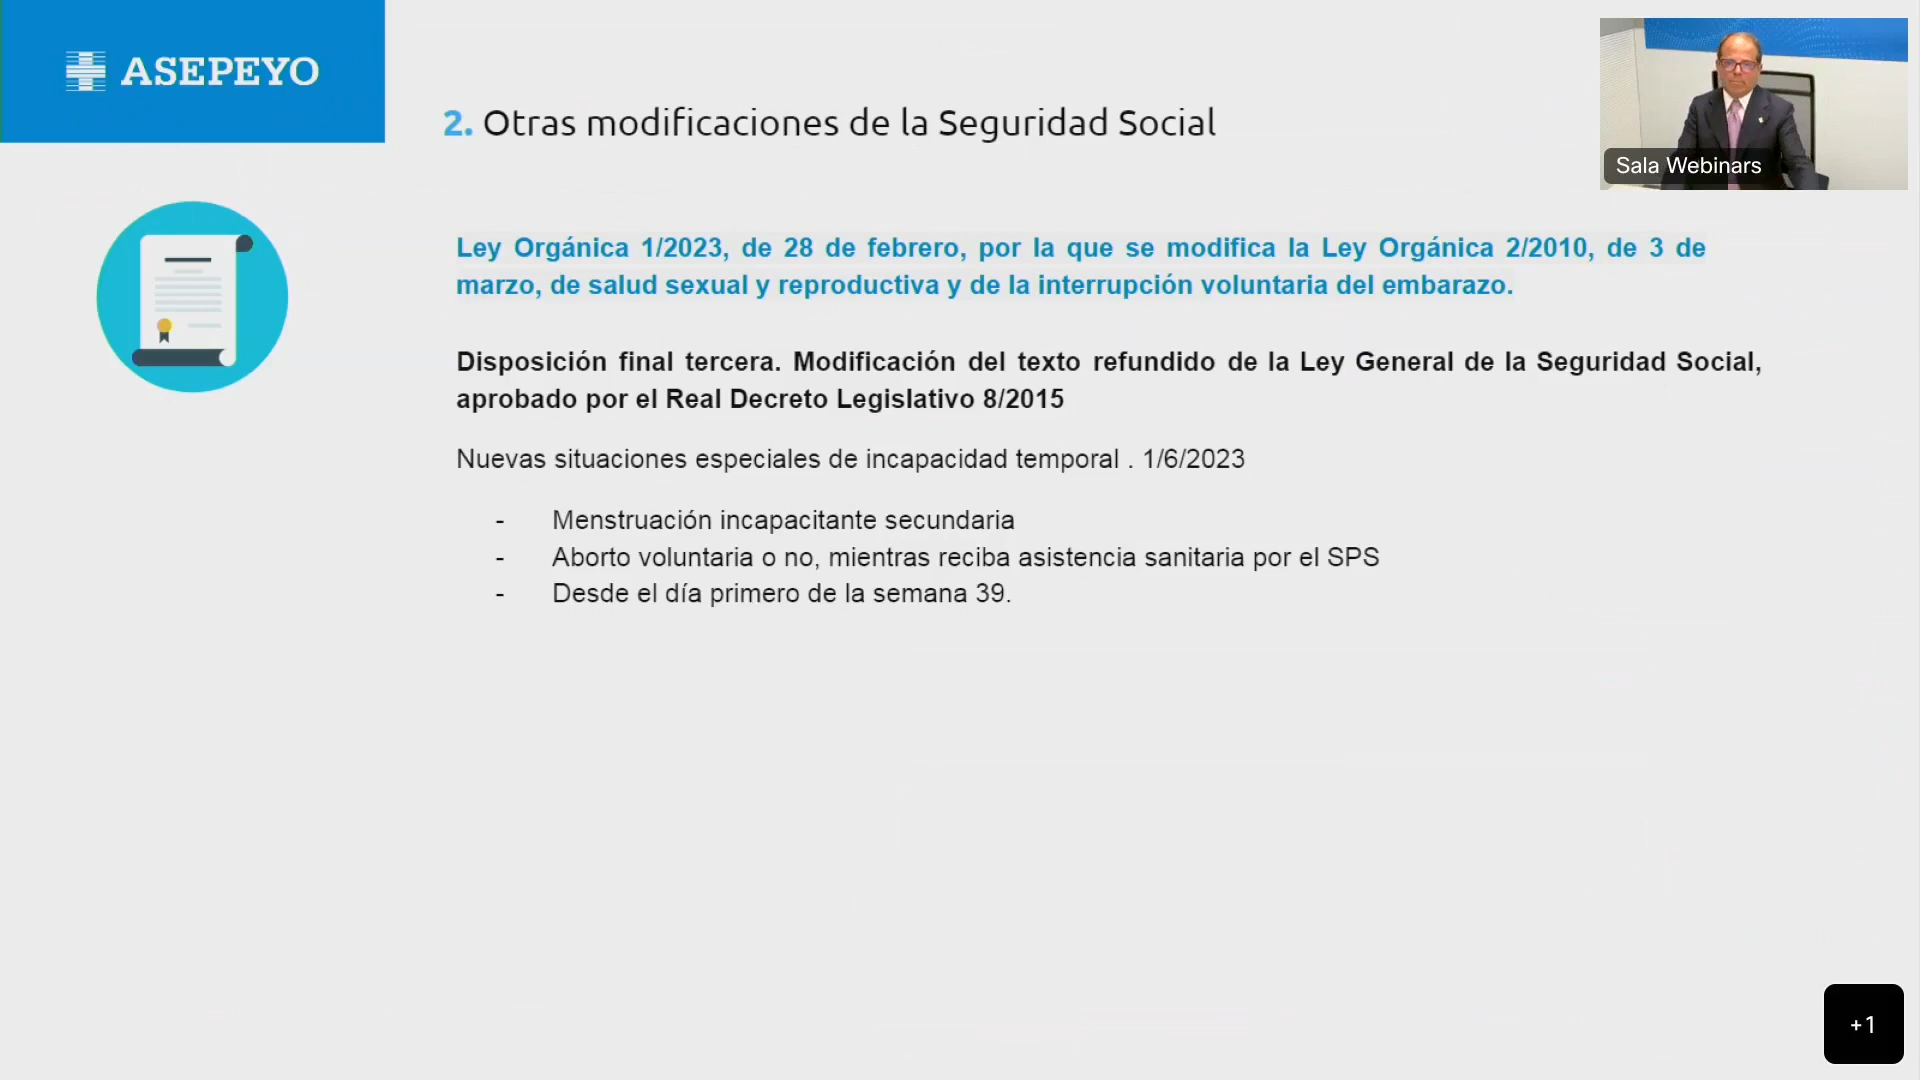 ASEPEYO
2. Otras modificaciones de la Seguridad Social
Sala Webinars
Ley Orgánica 1/2023, de 28 de febrero, por la que se modifica la Ley Orgánica 2/2010, de 3 de
marzo, de salud sexual y reproductiva y de la interrupción voluntaria del embarazo.
Disposición final tercera. Modificación del texto refundido de la Ley General de la Seguridad Social,
aprobado por el Real Decreto Legislativo 8/2015
Nuevas situaciones especiales de incapacidad temporal . 1/6/2023
- Menstruación incapacitante secundaria
- Aborto voluntaria o no, mientras reciba asistencia sanitaria por el SPS
- Desde el día primero de la semana 39.
+1